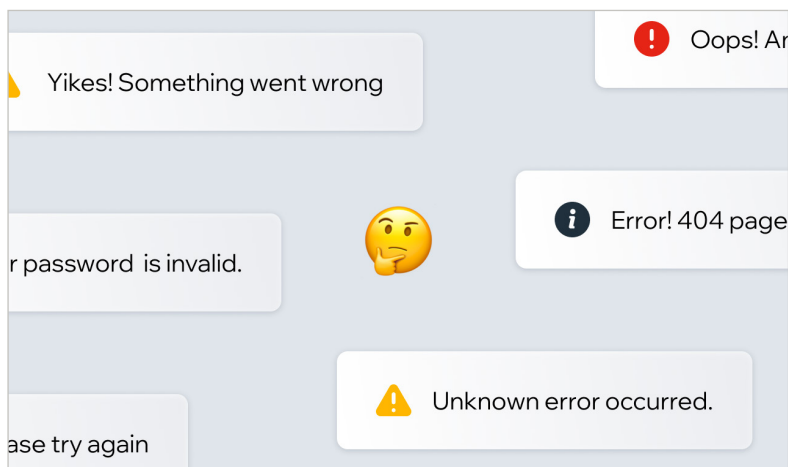 Oops! Ar
Yikes! Something went wrong
Error! 404 page
r password is invalid.
Unknown error occurred.
ase try again